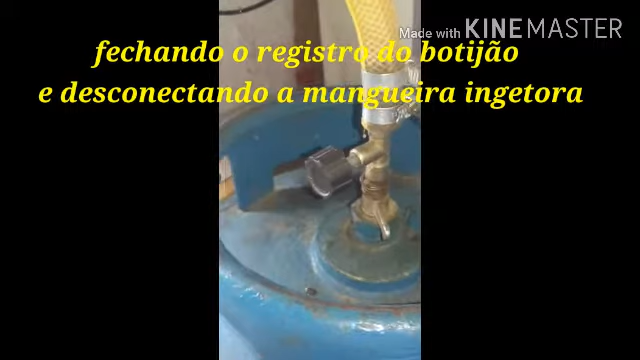 Made with KINEMASTER
fechando o registro do botijão
e desconectando a mangueira ingetora